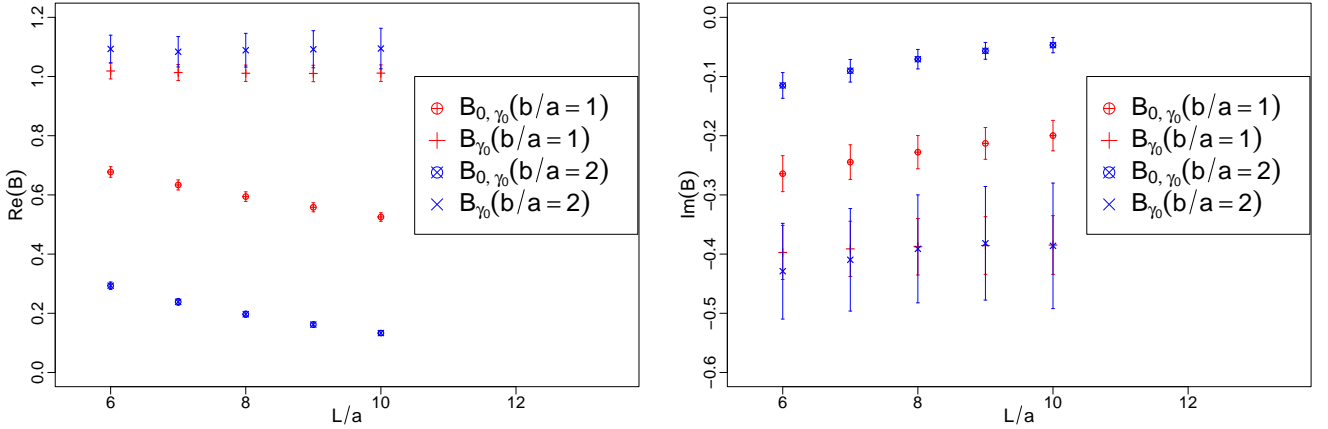 Re(B)
1.2
1.0
0.8
0.6
0.4
0.2
0.0
B0, γ0(b/a = 1)
Bγ0(b/a = 1)
B0, γ0(b/a = 2)
Bγ0(b/a = 2)
6 8 10 12
L/a
Im(B)
0.0
−0.1
−0.2
−0.3
−0.4
−0.5
−0.6
B0, γ0(b/a = 1)
Bγ0(b/a = 1)
B0, γ0(b/a = 2)
Bγ0(b/a = 2)
6 8 10 12
L/a